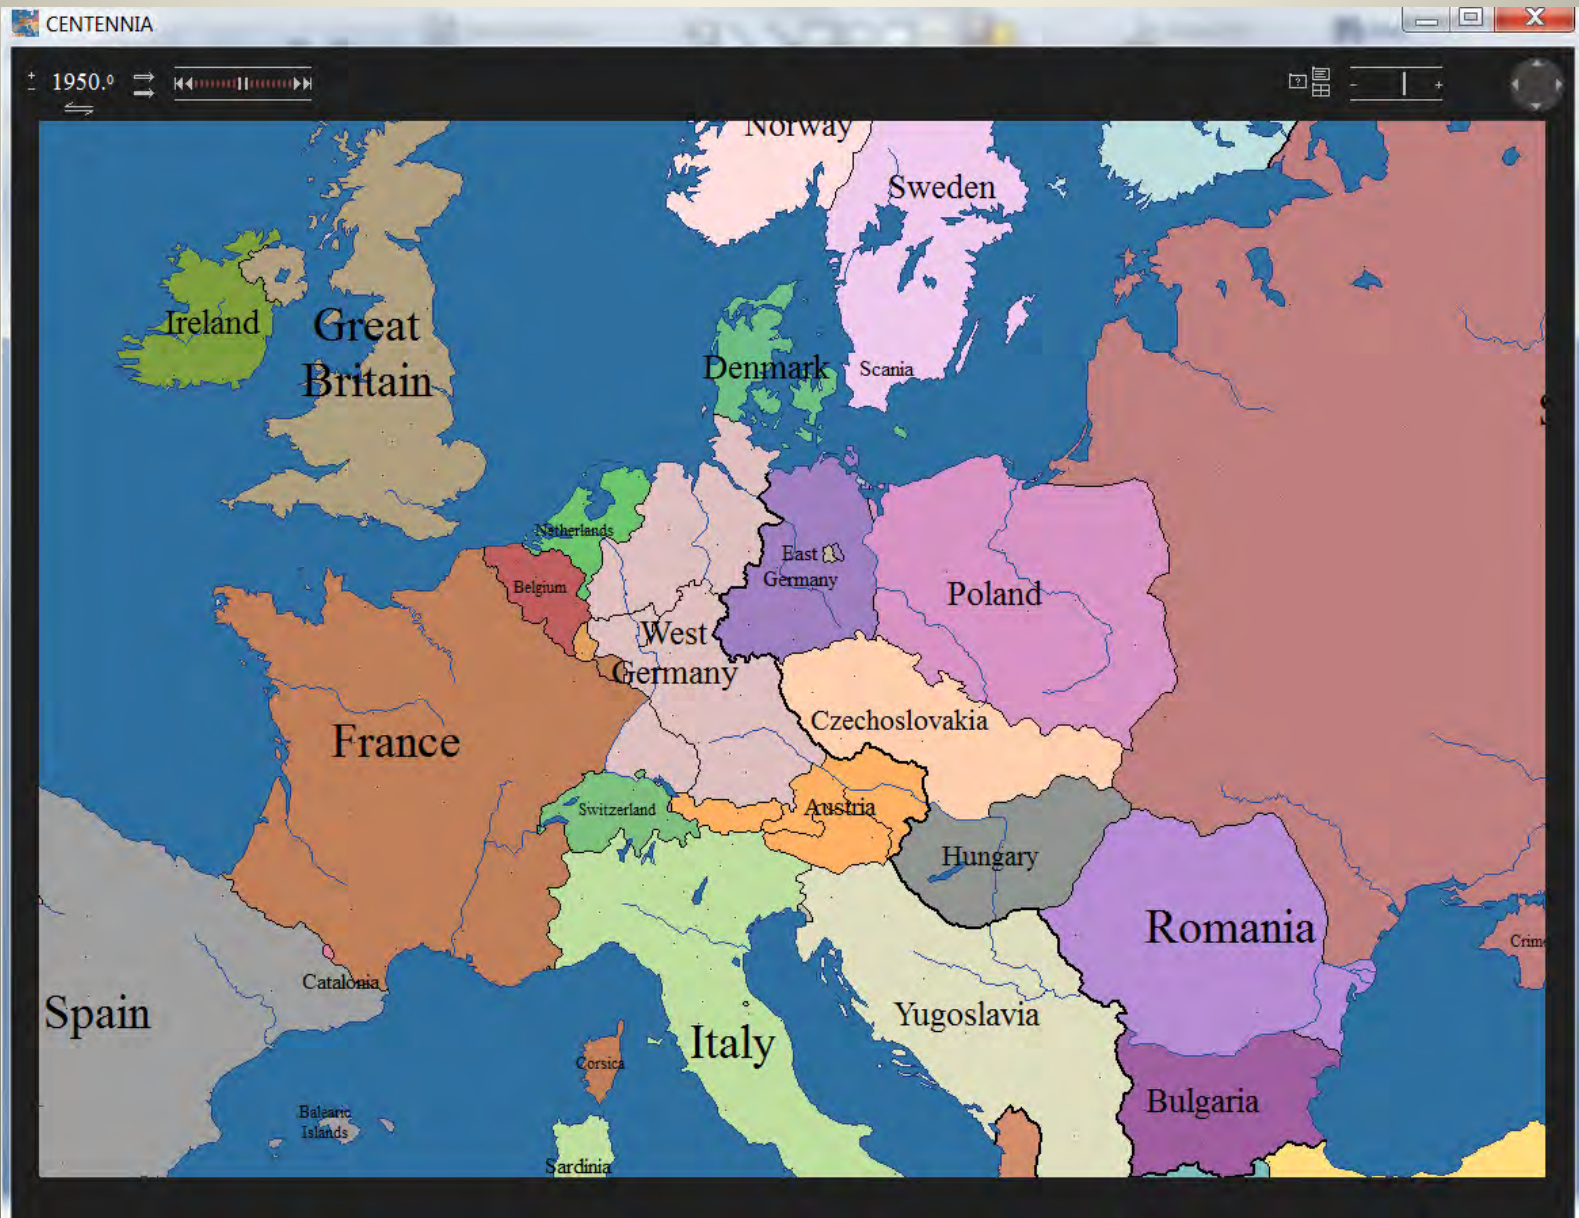 CENTENNIA
1950.0
Norway
Sweden
Ireland
Great
Britain
Denmark
Scania
Netherlands
East
Germany
Belgium
Poland
West
Germany
Czechoslovakia
France
Switzerland
Austria
Hungary
Romania
Crim
Catalonia
Spain
Yugoslavia
Italy
Corsica
Bulgaria
Balearic
Islands
Sardinia